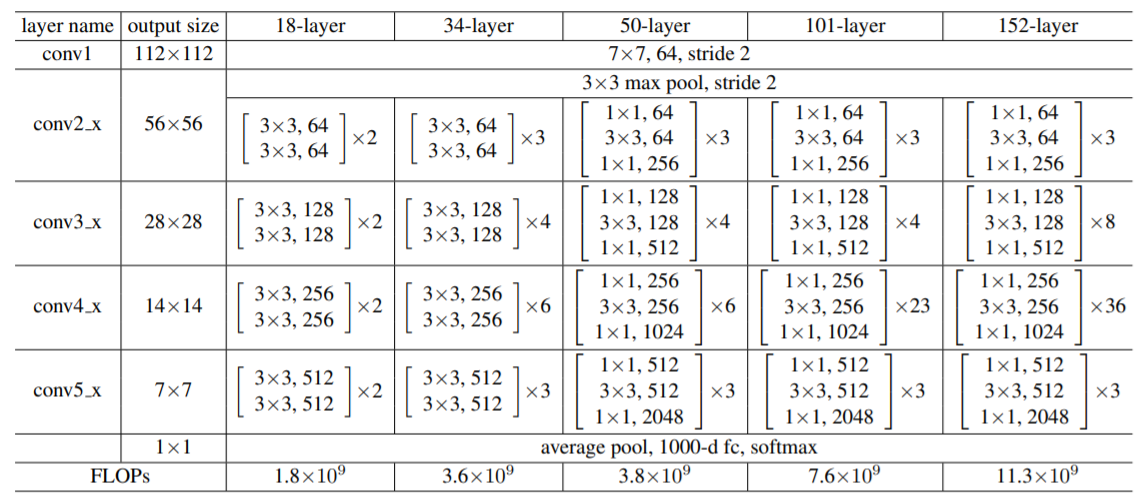 layer name output size 18-layer 34-layer 50-layer 101-layer 152-layer
conv1 112×112 7×7, 64, stride 2
3×3 max pool, stride 2
conv2_x 56×56 [3×3, 64 3×3, 64]×2 [3×3, 64 3×3, 64]×3 [1×1, 64 3×3, 64 1×1, 256]×3 [1×1, 64 3×3, 64 1×1, 256]×3 [1×1, 64 3×3, 64 1×1, 256]×3
conv3_x 28×28 [3×3, 128 3×3, 128]×2 [3×3, 128 3×3, 128]×4 [1×1, 128 3×3, 128 1×1, 512]×4 [1×1, 128 3×3, 128 1×1, 512]×4 [1×1, 128 3×3, 128 1×1, 512]×8
conv4_x 14×14 [3×3, 256 3×3, 256]×2 [3×3, 256 3×3, 256]×6 [1×1, 256 3×3, 256 1×1, 1024]×6 [1×1, 256 3×3, 256 1×1, 1024]×23 [1×1, 256 3×3, 256 1×1, 1024]×36
conv5_x 7×7 [3×3, 512 3×3, 512]×2 [3×3, 512 3×3, 512]×3 [1×1, 512 3×3, 512 1×1, 2048]×3 [1×1, 512 3×3, 512 1×1, 2048]×3 [1×1, 512 3×3, 512 1×1, 2048]×3
1×1 average pool, 1000-d fc, softmax
FLOPs 1.8×10⁹ 3.6×10⁹ 3.8×10⁹ 7.6×10⁹ 11.3×10⁹